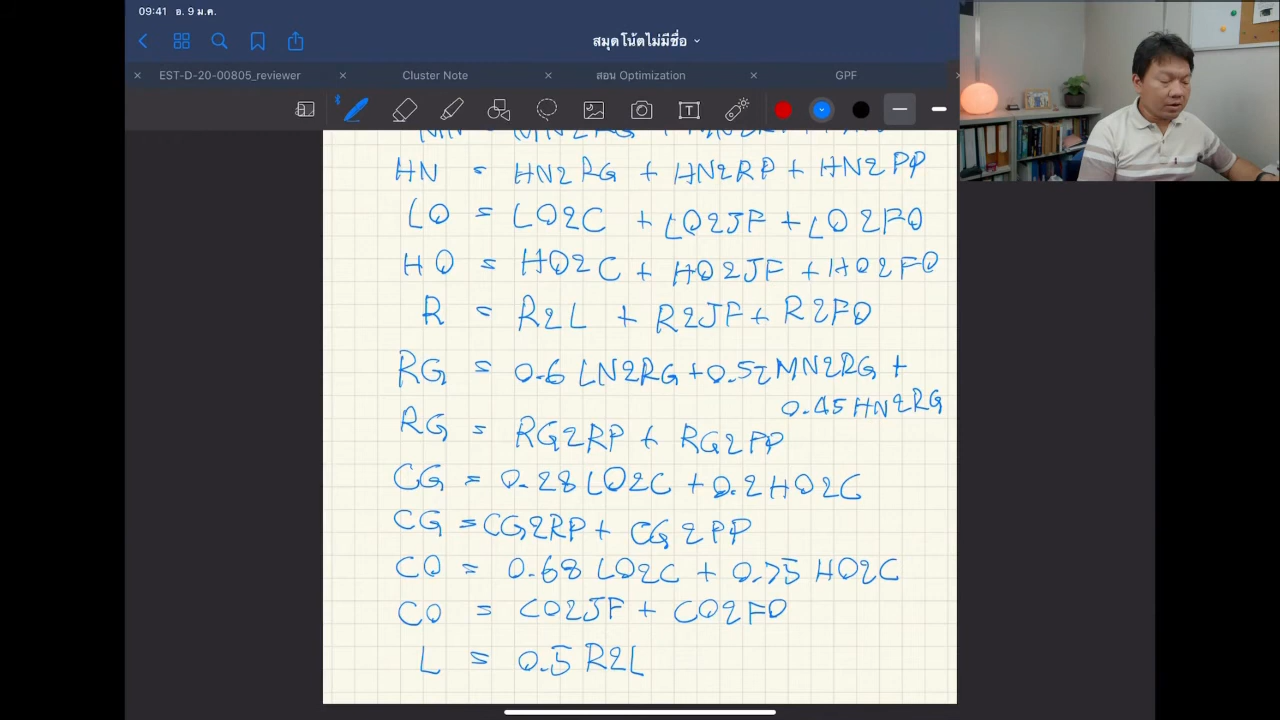 09:41 อ. 9 ม.ค.
สมุดโน้ตไม่มีชื่อ
EST-D-20-00805_reviewer
Cluster Note
สอน Optimization
GPF
HN = HN2RG + HN2RP + HN2PP
LO = LO2C + LO2JF + LO2FO
HO = HO2C + HO2JF + HO2FO
R = R2L + R2JF + R2FO
RG = 0.6 LN2RG + 0.52 MN2RG +
0.45 HN2RG
RG = RG2RP + RG2PP
CG = 0.28 LO2C + 0.2 HO2C
CG = CG2RP + CG2PP
CO = 0.68 LO2C + 0.75 HO2C
CO = CO2JF + CO2FO
L = 0.5 R2L